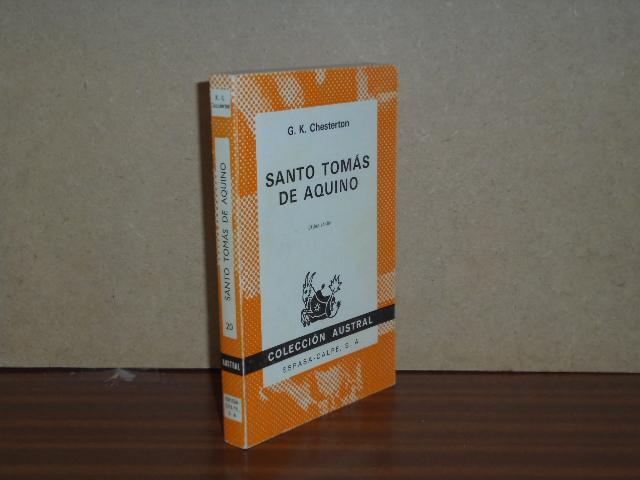 G. K. Chesterton
SANTO TOMÁS
DE AQUINO
COLECCIÓN AUSTRAL
ESPASA-CALPE, S. A.
SANTO TOMÁS DE AQUINO
20
AUSTRAL